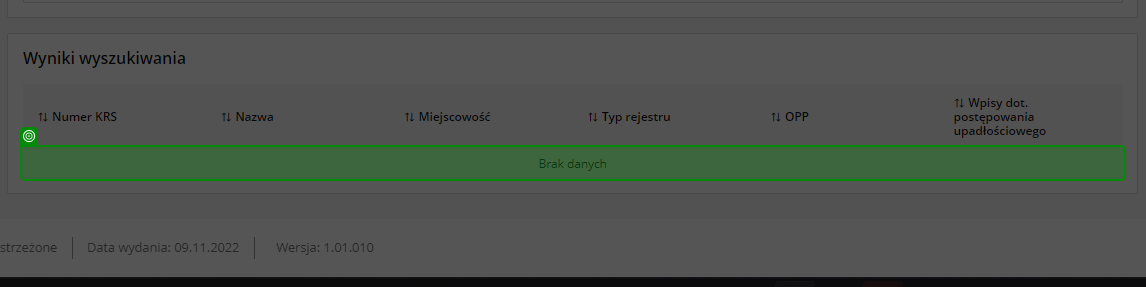 Wyniki wyszukiwania
Numer KRS
Nazwa
Miejscowość
Typ rejestru
OPP
Wpisy dot.
postępowania
upadłościowego
Brak danych
strzeżone
Data wydania: 09.11.2022
Wersja: 1.01.010